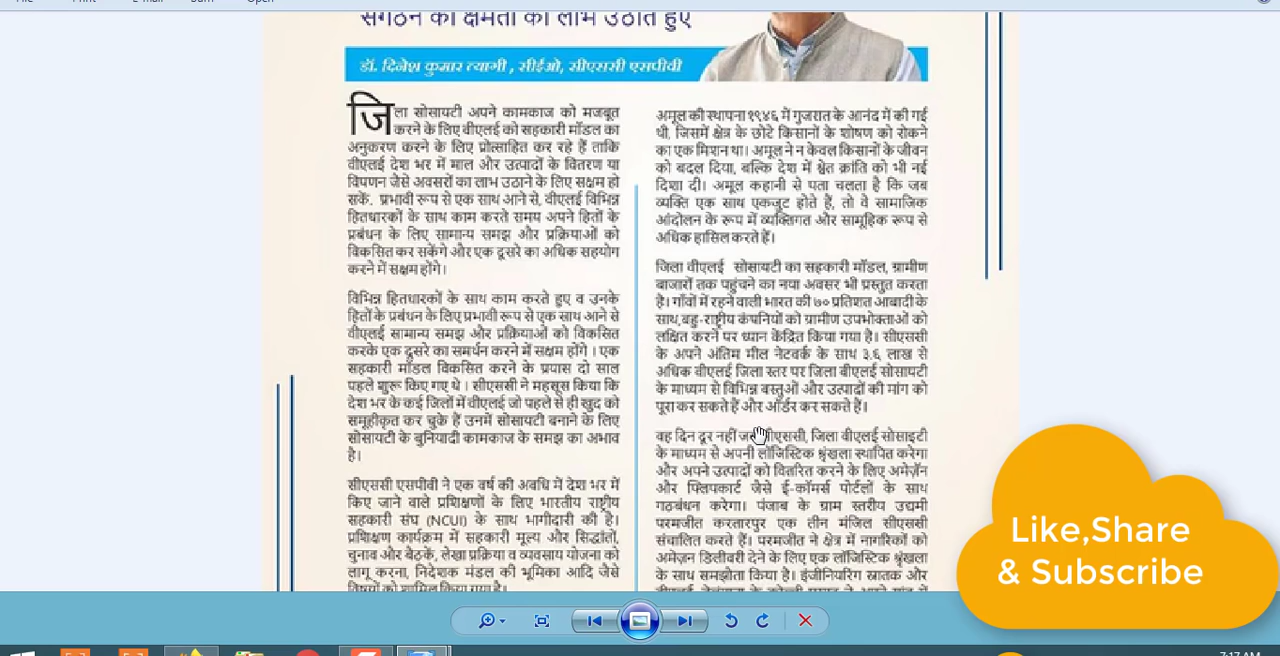 File Print E-mail Burn Open
संगठन की क्षमता का लाभ उठाते हुए
डॉ. दिनेश कुमार त्यागी , सीईओ, सीएससी एसपीवी
जिला सोसायटी अपने कामकाज को मजबूत
करने के लिए वीएलई को सहकारी मॉडल का
अनुकरण करने के लिए प्रोत्साहित कर रहे हैं ताकि
वीएलई देश भर में माल और उत्पादों के वितरण या
विपणन जैसे अवसरों का लाभ उठाने के लिए सक्षम हो
सकें. प्रभावी रूप से एक साथ आने से, वीएलई विभिन्न
हितधारकों के साथ काम करते समय अपने हितों के
प्रबंधन के लिए सामान्य समझ और प्रक्रियाओं को
विकसित कर सकेंगे और एक दूसरे का अधिक सहयोग
करने में सक्षम होंगे।
विभिन्न हितधारकों के साथ काम करते हुए व उनके
हितों के प्रबंधन के लिए प्रभावी रूप से एक साथ आने से
वीएलई सामान्य समझ और प्रक्रियाओं को विकसित
करके एक दूसरे का समर्थन करने में सक्षम होंगे । एक
सहकारी मॉडल विकसित करने के प्रयास दो साल
पहले शुरू किए गए थे । सीएससी ने महसूस किया कि
देश भर के कई जिलों में वीएलई जो पहले से ही खुद को
समूहीकृत कर चुके हैं उनमें सोसायटी बनाने के लिए
सोसायटी के बुनियादी कामकाज के समझ का अभाव
है।
सीएससी एसपीवी ने एक वर्ष की अवधि में देश भर में
किए जाने वाले प्रशिक्षणों के लिए भारतीय राष्ट्रीय
सहकारी संघ (NCUI) के साथ भागीदारी की है।
प्रशिक्षण कार्यक्रम में सहकारी मूल्य और सिद्धांतों,
चुनाव और बैठकें, लेखा प्रक्रिया व व्यवसाय योजना को
लागू करना, निदेशक मंडल की भूमिका आदि जैसे
विषयों को शामिल किया गया है।
अमूल की स्थापना १९४६ में गुजरात के आनंद में की गई
थी, जिसमें क्षेत्र के छोटे किसानों के शोषण को रोकने
का एक मिशन था। अमूल ने न केवल किसानों के जीवन
को बदल दिया, बल्कि देश में श्वेत क्रांति को भी नई
दिशा दी। अमूल कहानी से पता चलता है कि जब
व्यक्ति एक साथ एकजुट होते हैं, तो वे सामाजिक
आंदोलन के रूप में व्यक्तिगत और सामूहिक रूप से
अधिक हासिल करते हैं।
जिला वीएलई सोसायटी का सहकारी मॉडल, ग्रामीण
बाजारों तक पहुंचने का नया अवसर भी प्रस्तुत करता
है। गाँवों में रहने वाली भारत की ७० प्रतिशत आबादी के
साथ,बहु-राष्ट्रीय कंपनियों को ग्रामीण उपभोक्ताओं को
लक्षित करने पर ध्यान केंद्रित किया गया है। सीएससी
के अपने अंतिम मील नेटवर्क के साथ ३.६ लाख से
अधिक वीएलई जिला स्तर पर जिला वीएलई सोसायटी
के माध्यम से विभिन्न वस्तुओं और उत्पादों की मांग को
पूरा कर सकते हैं और ऑर्डर कर सकते हैं।
वह दिन दूर नहीं सीएससी, जिला वीएलई सोसाइटी
के माध्यम से अपनी लॉजिस्टिक श्रृंखला स्थापित करेगा
और अपने उत्पादों को वितरित करने के लिए अमेज़ॅन
और फ्लिपकार्ट जैसे ई-कॉमर्स पोर्टलों के साथ
गठबंधन करेगा। पंजाब के ग्राम स्तरीय उद्यमी
परमजीत करतारपुर एक तीन मंजिल सीएससी
संचालित करते हैं। परमजीत ने क्षेत्र में नागरिकों को
अमेज़न डिलीवरी देने के लिए एक लॉजिस्टिक श्रृंखला
के साथ समझोता किया है। इंजीनियरिंग स्नातक और
Like,Share
& Subscribe
7:17 AM